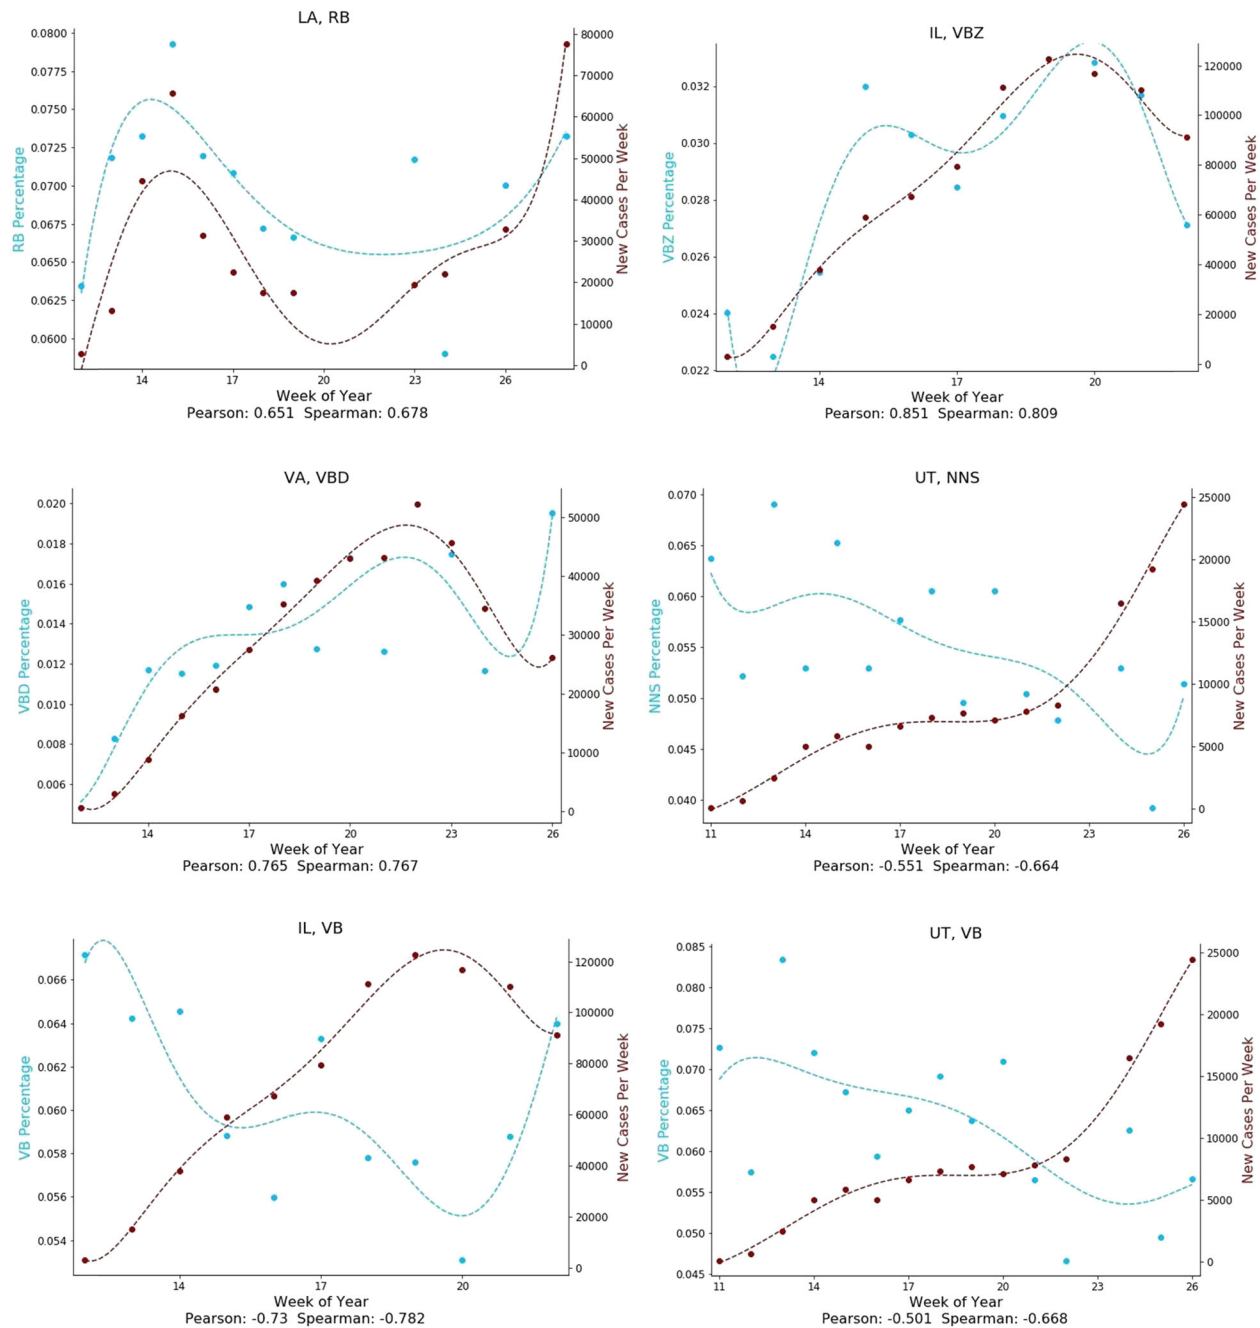 LA, RB
0.0800
0.0775
0.0750
0.0725
0.0700
0.0675
0.0650
0.0625
0.0600
RB Percentage
80000
70000
60000
50000
40000
30000
20000
10000
0
New Cases Per Week
14 17 20 23 26
Week of Year
Pearson: 0.651 Spearman: 0.678
IL, VBZ
0.032
0.030
0.028
0.026
0.024
0.022
VBZ Percentage
120000
100000
80000
60000
40000
20000
0
New Cases Per Week
14 17 20
Week of Year
Pearson: 0.851 Spearman: 0.809
VA, VBD
0.020
0.018
0.016
0.014
0.012
0.010
0.008
0.006
VBD Percentage
50000
40000
30000
20000
10000
0
New Cases Per Week
14 17 20 23 26
Week of Year
Pearson: 0.765 Spearman: 0.767
UT, NNS
0.070
0.065
0.060
0.055
0.050
0.045
0.040
NNS Percentage
25000
20000
15000
10000
5000
0
New Cases Per Week
11 14 17 20 23 26
Week of Year
Pearson: -0.551 Spearman: -0.664
IL, VB
0.066
0.064
0.062
0.060
0.058
0.056
0.054
VB Percentage
120000
100000
80000
60000
40000
20000
0
New Cases Per Week
14 17 20
Week of Year
Pearson: -0.73 Spearman: -0.782
UT, VB
0.085
0.080
0.075
0.070
0.065
0.060
0.055
0.050
0.045
VB Percentage
25000
20000
15000
10000
5000
0
New Cases Per Week
11 14 17 20 23 26
Week of Year
Pearson: -0.501 Spearman: -0.668